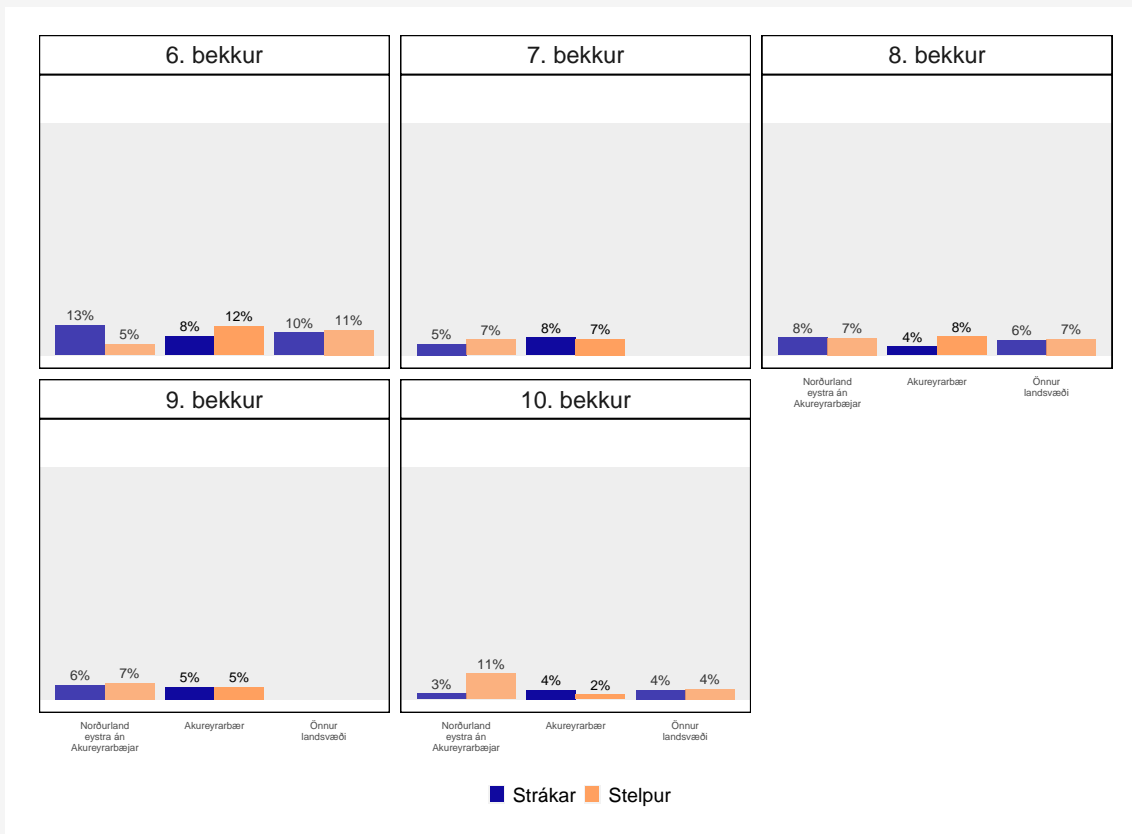 6. bekkur
7. bekkur
8. bekkur
13%
5%
8%
12%
10%
11%
5%
7%
8%
7%
8%
7%
4%
8%
6%
7%
Norðurland
eystra án
Akureyrarbæjar
Akureyrarbær
Önnur
landsvæði
9. bekkur
10. bekkur
6%
7%
5%
5%
3%
11%
4%
2%
4%
4%
Norðurland
eystra án
Akureyrarbæjar
Akureyrarbær
Önnur
landsvæði
Norðurland
eystra án
Akureyrarbæjar
Akureyrarbær
Önnur
landsvæði
Strákar
Stelpur